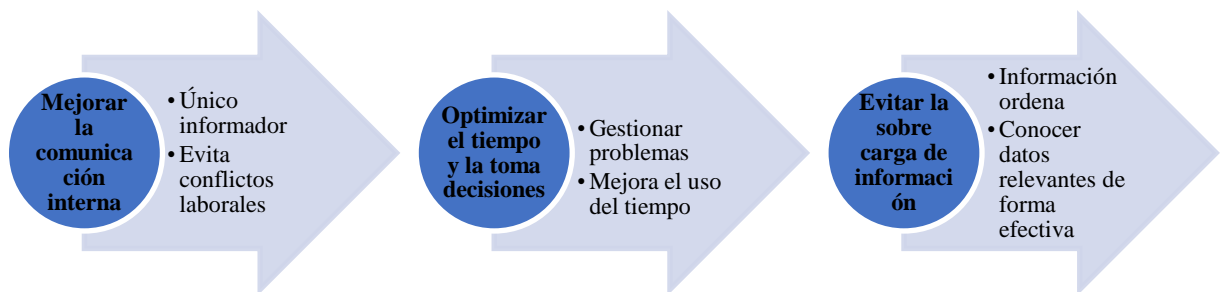 Mejorar
la
comunica
ción
interna
• Único
informador
• Evita
conflictos
laborales
Optimizar
el tiempo
y la toma
decisiones
• Gestionar
problemas
• Mejora el uso
del tiempo
Evitar la
sobre
carga de
informaci
ón
• Información
ordena
• Conocer
datos
relevantes de
forma
efectiva